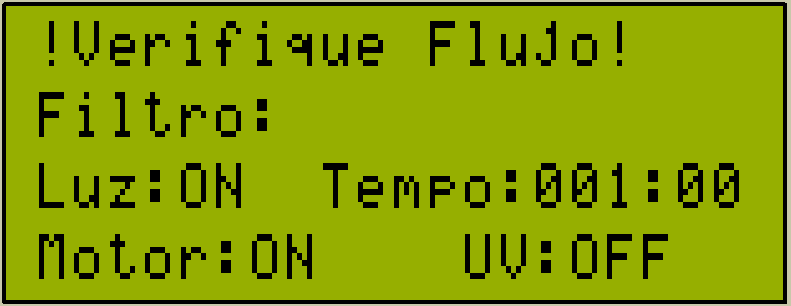 !Verifique Flujo!
Filtro:
Luz:ON Tempo:001:00
Motor:ON UV:OFF